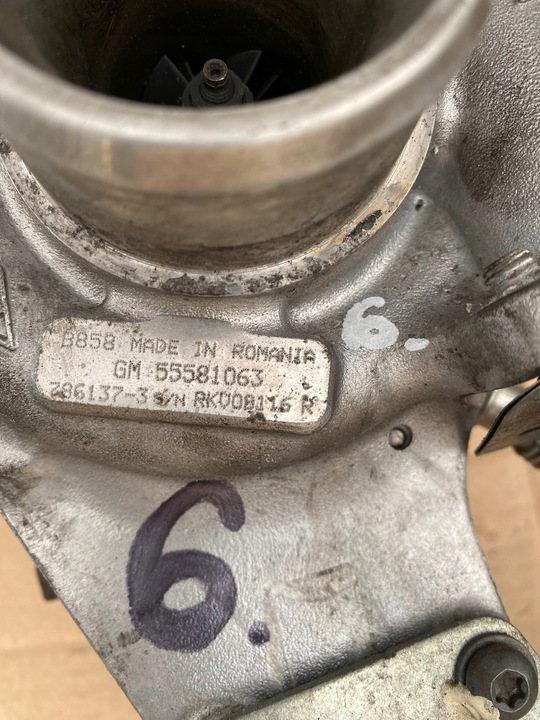 B858 MADE IN ROMANIA
GM 55581063
786137-3 S/N RKV08116 R
6.
6.